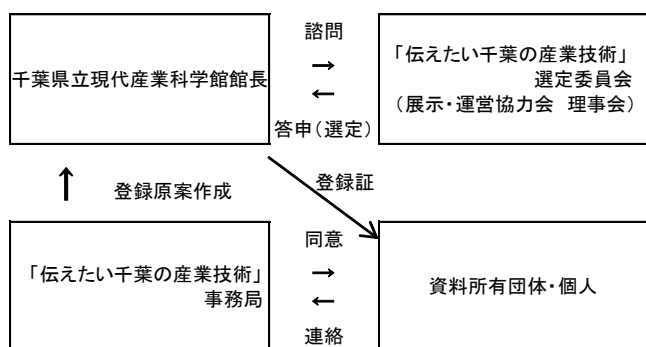 諮問
千葉県立現代産業科学館館長
→
←
「伝えたい千葉の産業技術」
選定委員会
（展示・運営協力会　理事会）
答申（選定）
↑
登録原案作成
登録証
「伝えたい千葉の産業技術」
事務局
同意
→
←
連絡
資料所有団体・個人